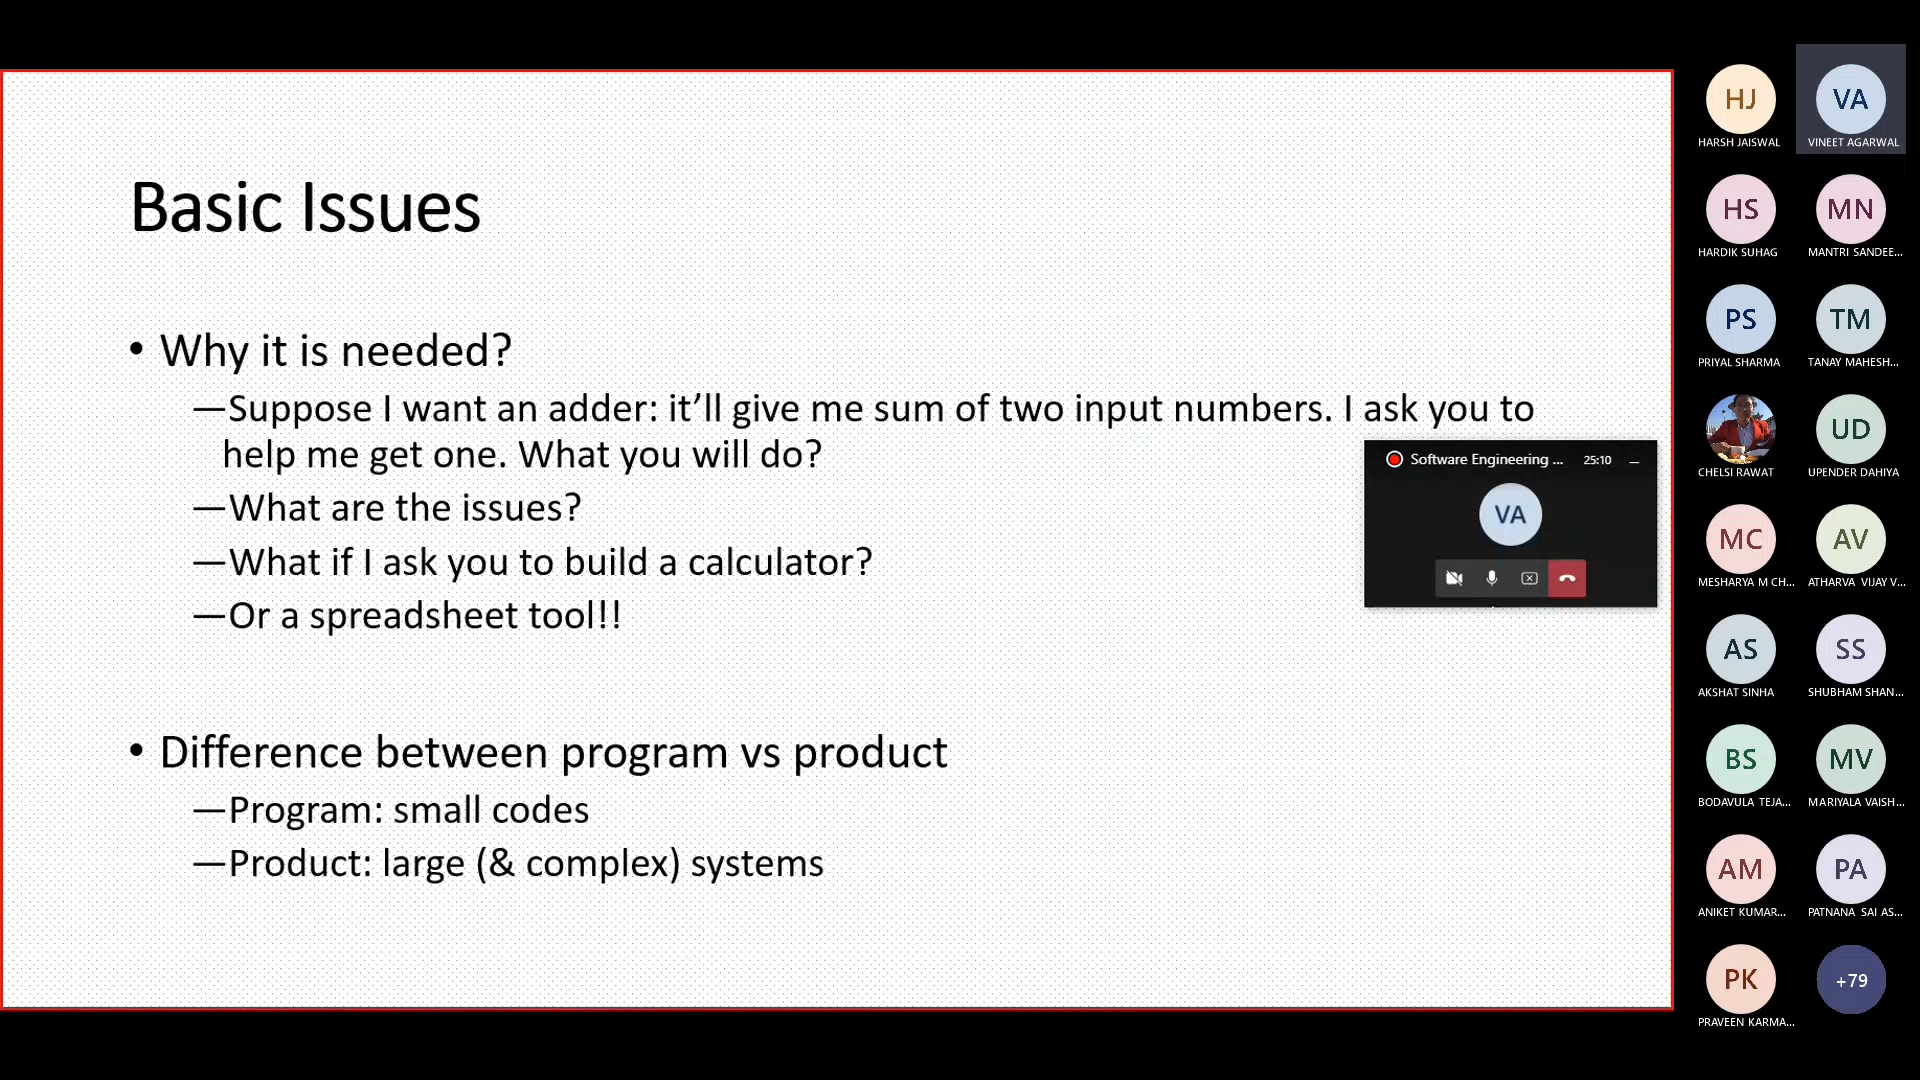 Basic Issues
• Why it is needed?
—Suppose I want an adder: it’ll give me sum of two input numbers. I ask you to
help me get one. What you will do?
—What are the issues?
—What if I ask you to build a calculator?
—Or a spreadsheet tool!!
• Difference between program vs product
—Program: small codes
—Product: large (& complex) systems
Software Engineering ... 25:10
VA
HJ VA
HARSH JAISWAL VINEET AGARWAL
HS MN
HARDIK SUHAG MANTRI SANDEE...
PS TM
PRIYAL SHARMA TANAY MAHESH...
UD
CHELSI RAWAT UPENDER DAHIYA
MC AV
MESHARYA M CH... ATHARVA VIJAY V...
AS SS
AKSHAT SINHA SHUBHAM SHAN...
BS MV
BODAVULA TEJA... MARIYALA VAISH...
AM PA
ANIKET KUMAR... PATNANA SAI AS...
PK +79
PRAVEEN KARMA...